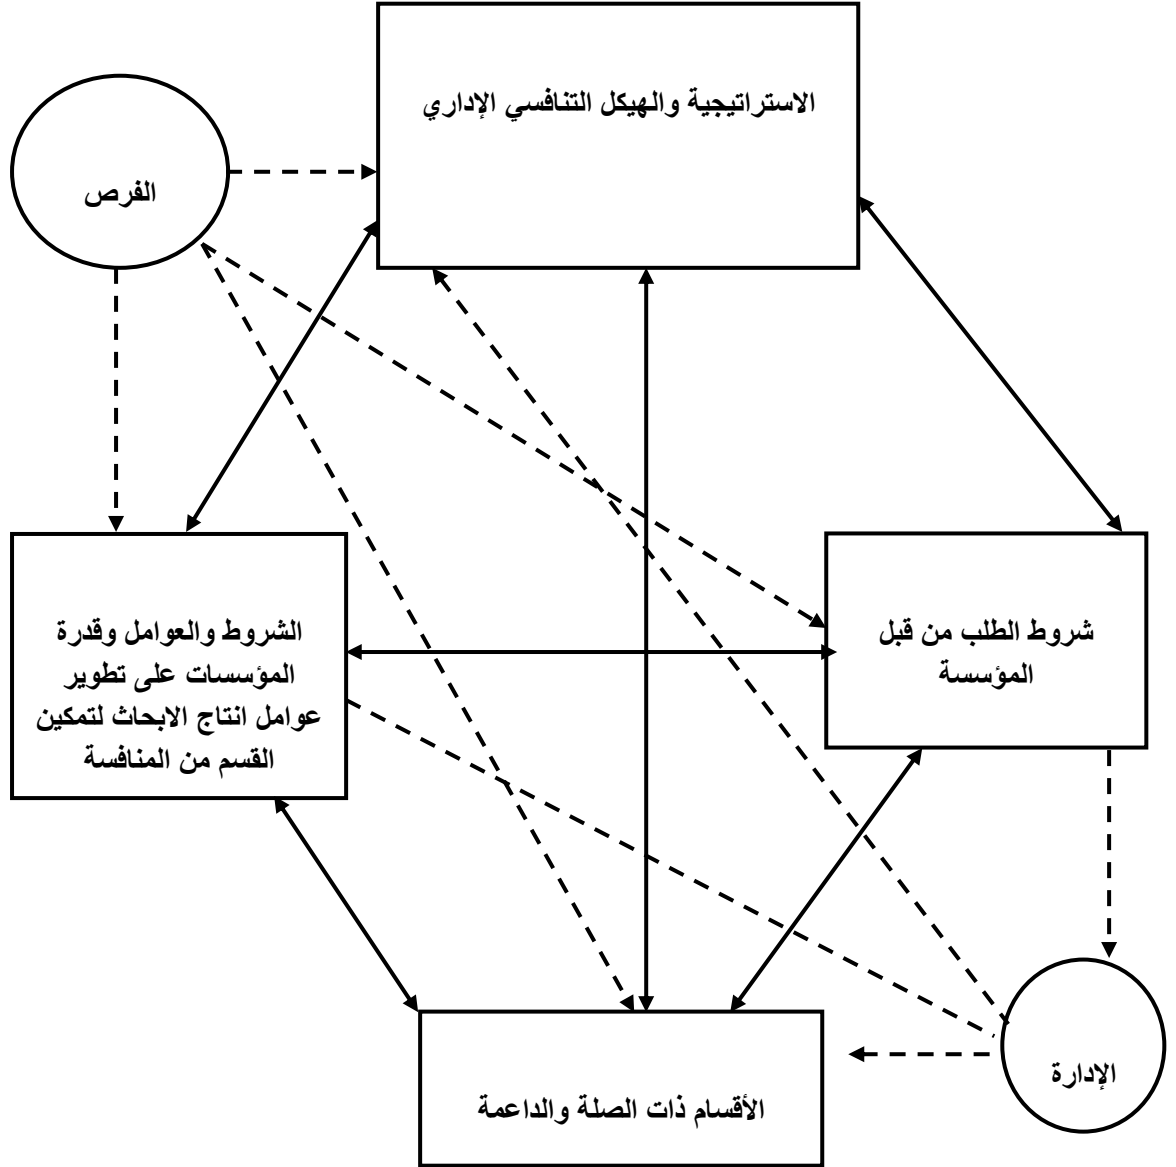 الاستراتيجية والهيكل التنافسي الإداري
الفرص
شروط الطلب من قبل
المؤسسة
الشروط والعوامل وقدرة
المؤسسات على تطوير
عوامل انتاج الابحاث لتمكين
القسم من المنافسة
الإدارة
الأقسام ذات الصلة والداعمة